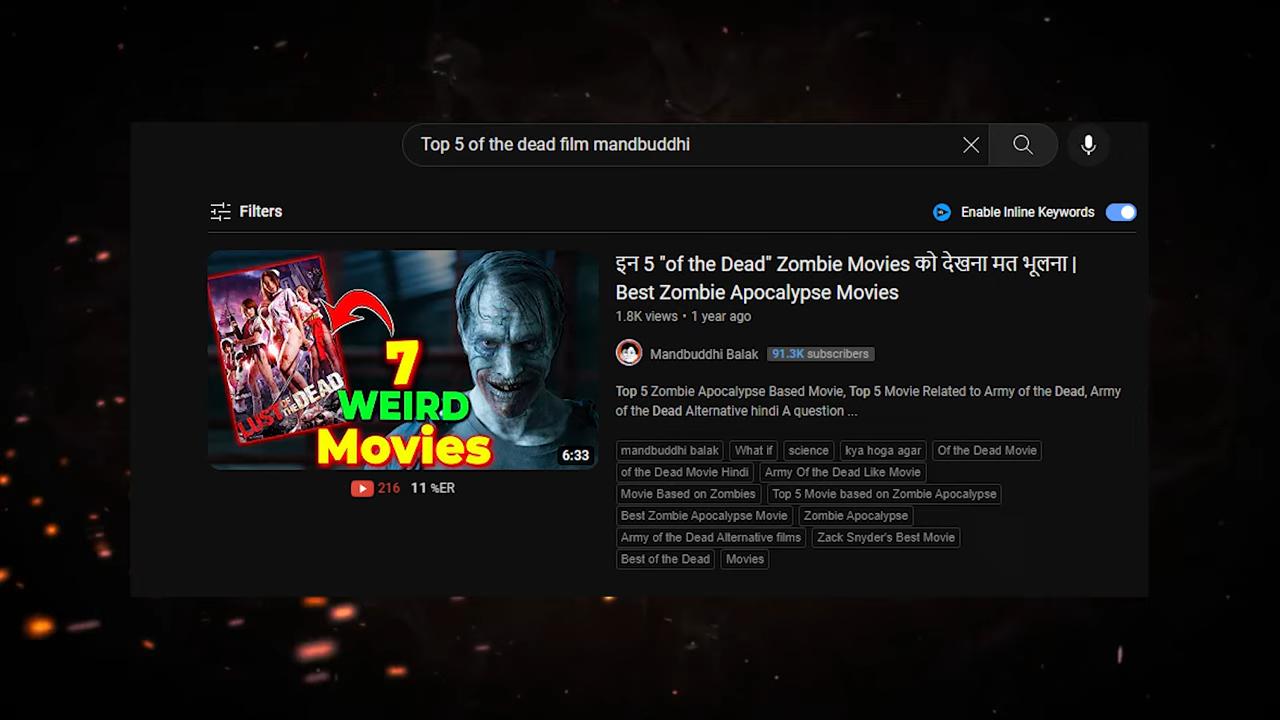 Top 5 of the dead film mandbuddhi
Filters
Enable Inline Keywords
LUST OF THE DEAD
7
WEIRD
Movies
6:33
216 11 %ER
इन 5 "of the Dead" Zombie Movies को देखना मत भूलना |
Best Zombie Apocalypse Movies
1.8K views • 1 year ago
Mandbuddhi Balak 91.3K subscribers
Top 5 Zombie Apocalypse Based Movie, Top 5 Movie Related to Army of the Dead, Army
of the Dead Alternative hindi A question ...
mandbuddhi balak What if science kya hoga agar Of the Dead Movie
of the Dead Movie Hindi Army Of the Dead Like Movie
Movie Based on Zombies Top 5 Movie based on Zombie Apocalypse
Best Zombie Apocalypse Movie Zombie Apocalypse
Army of the Dead Alternative films Zack Snyder's Best Movie
Best of the Dead Movies